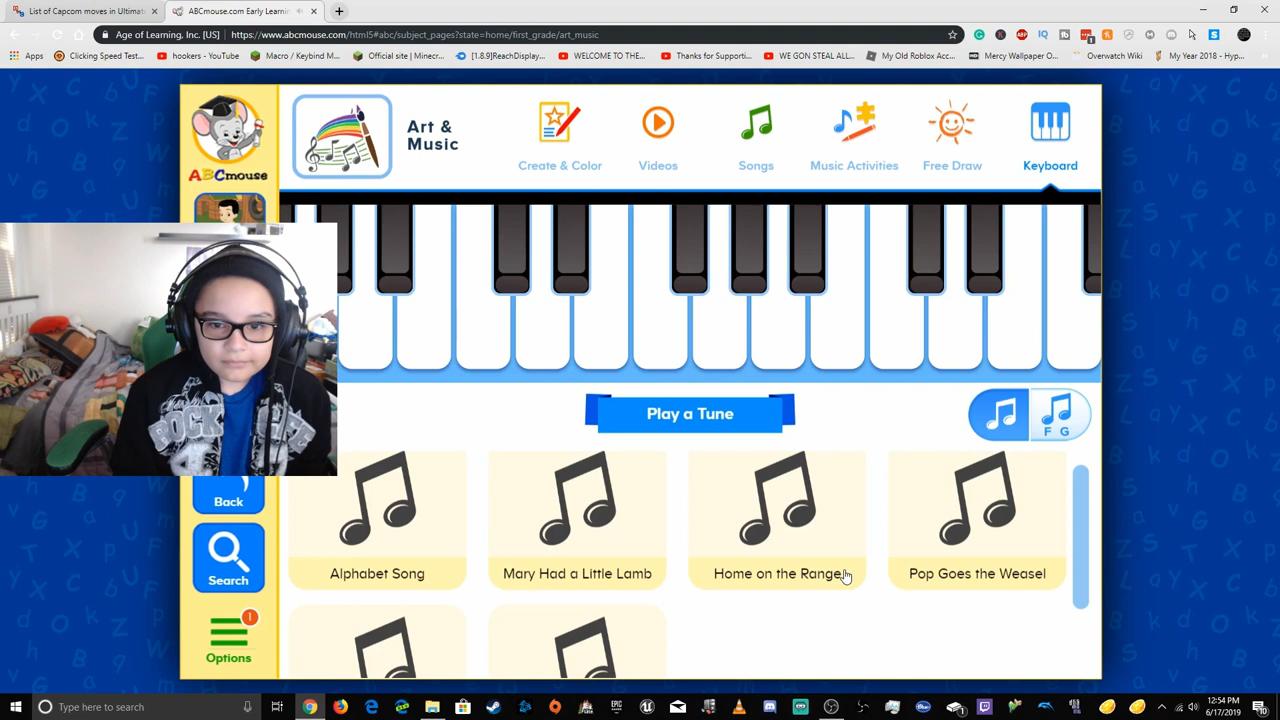 List of Capcom moves in Ultimat
ABCmouse.com Early Learnin
Age of Learning, Inc. [US] https://www.abcmouse.com/html5#abc/subject_pages?state=home/first_grade/art_music
Apps
Clicking Speed Test...
hookers - YouTube
Macro / Keybind M
Official site | Minecr...
[1.8.9]ReachDisplay...
WELCOME TO THE...
Thanks for Supporti...
WE GON STEAL ALL...
My Old Roblox Acco...
Mercy Wallpaper O...
Overwatch Wiki
My Year 2018 - Hyp...
ABCmouse
Art &
Music
Create & Color
Videos
Songs
Music Activities
Free Draw
Keyboard
ROCK
Play a Tune
F G
Back
Search
1
Options
Alphabet Song
Mary Had a Little Lamb
Home on the Range
Pop Goes the Weasel
Type here to search
12:54 PM
6/17/2019